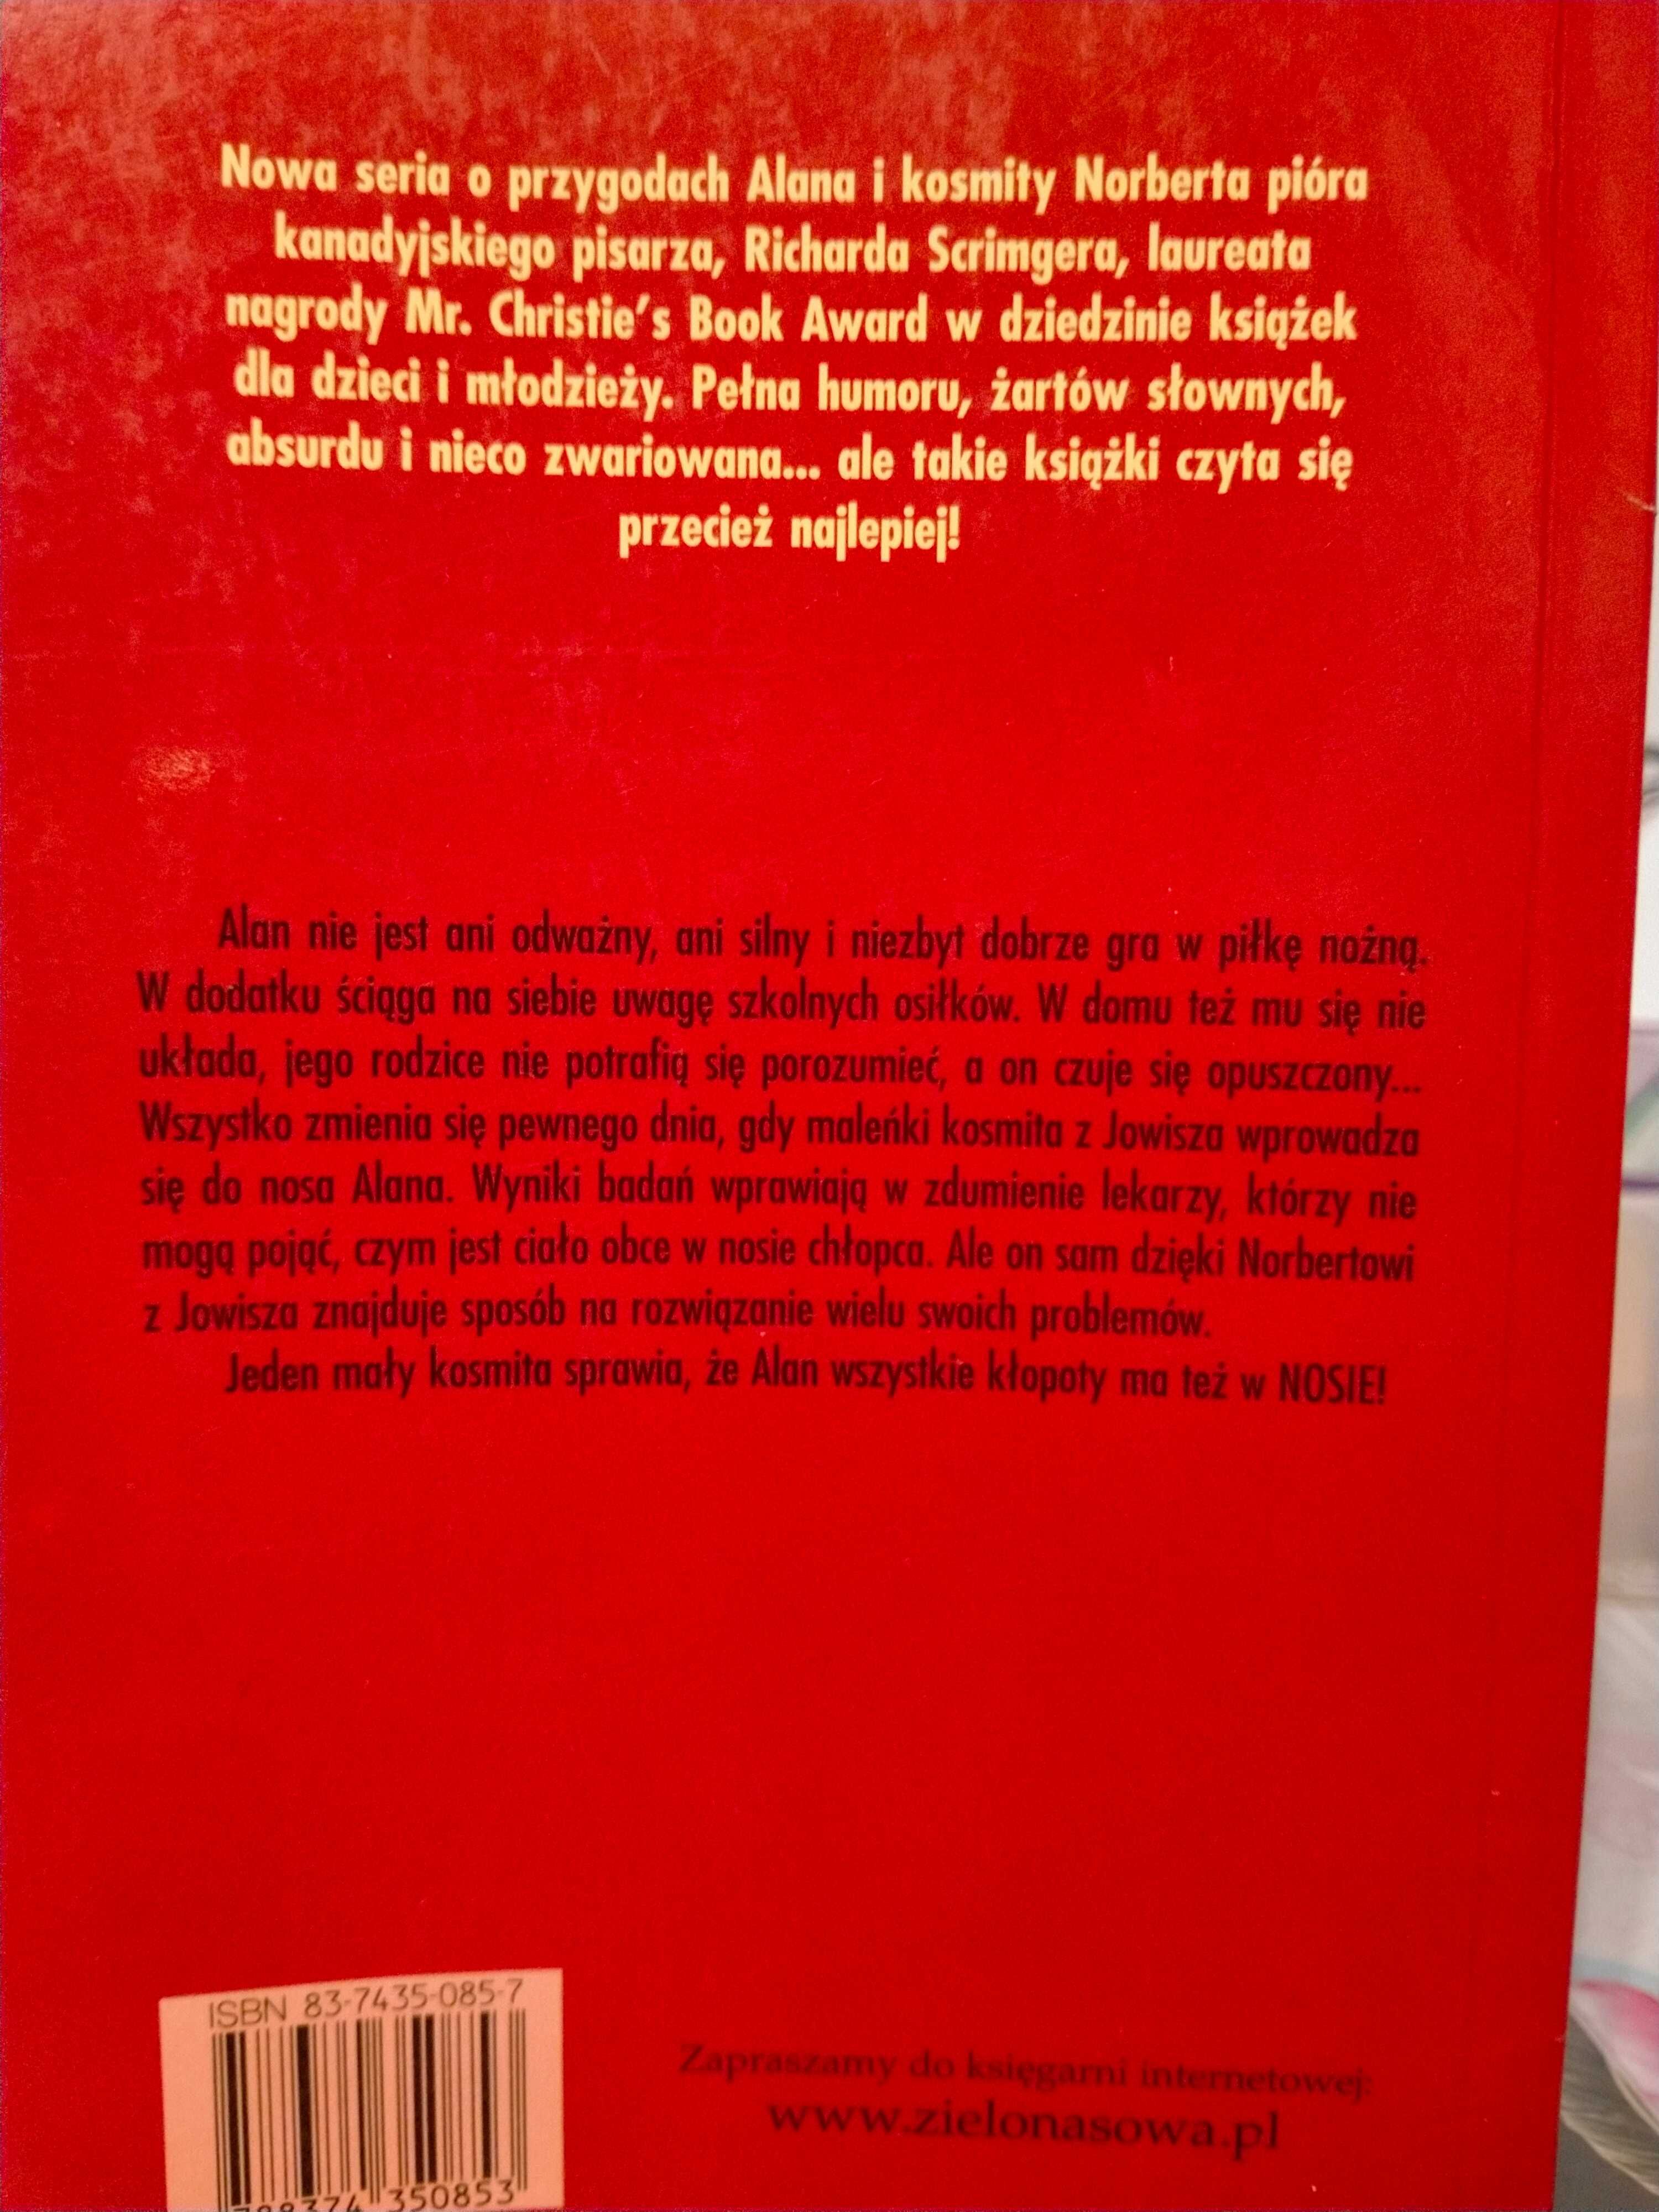 Nowa seria o przygodach Alana i kosmity Norberta pióra
kanadyjskiego pisarza, Richarda Scrimgera, laureata
nagrody Mr. Christie's Book Award w dziedzinie książek
dla dzieci i młodzieży. Pełna humoru, żartów słownych,
absurdu i nieco zwariowana... ale takie książki czyta się
przecież najlepiej!
Alan nie jest ani odważny, ani silny i niezbyt dobrze gra w piłkę nożną.
W dodatku ściąga na siebie uwagę szkolnych osiłków. W domu też mu się nie
układa, jego rodzice nie potrafią się porozumieć, a on czuje się opuszczony...
Wszystko zmienia się pewnego dnia, gdy maleńki kosmita z Jowisza wprowadza
się do nosa Alana. Wyniki badań wprawiają w zdumienie lekarzy, którzy nie
mogą pojąć, czym jest ciało obce w nosie chłopca. Ale on sam dzięki Norbertowi
z Jowisza znajduje sposób na rozwiązanie wielu swoich problemów.
Jeden mały kosmita sprawia, że Alan wszystkie kłopoty ma też w NOSIE!
ISBN 83-7435-085-7
Zapraszamy do księgarni internetowej:
www.zielonasowa.pl
788374 350853